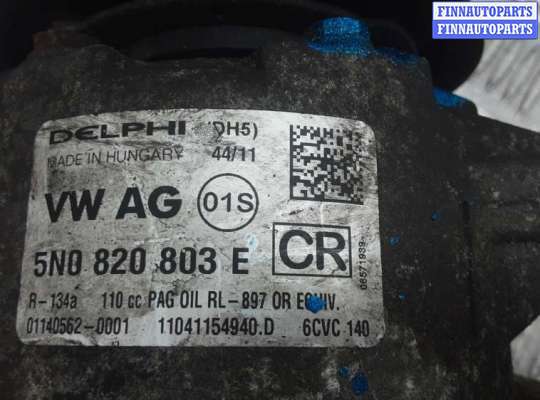 FINNAUTOPARTS
FINNAUTOPARTS
DELPHI (DH5)
MADE IN HUNGARY 44/11
VW AG 01S
5N0 820 803 E CR
R-134a 110 cc PAG OIL RL-897 OR EQUIV.
01140562-0001 11041154940.D 6CVC 140
06571939